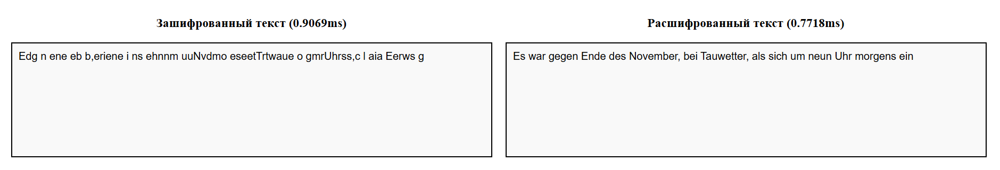 Зашифрованный текст (0.9069ms)
Edg n ene eb b,eriene i ns ehnnm uuNvdmo eseetTrtwaue o gmrUhrss,c l aia Eerws g
Расшифрованный текст (0.7718ms)
Es war gegen Ende des November, bei Tauwetter, als sich um neun Uhr morgens ein